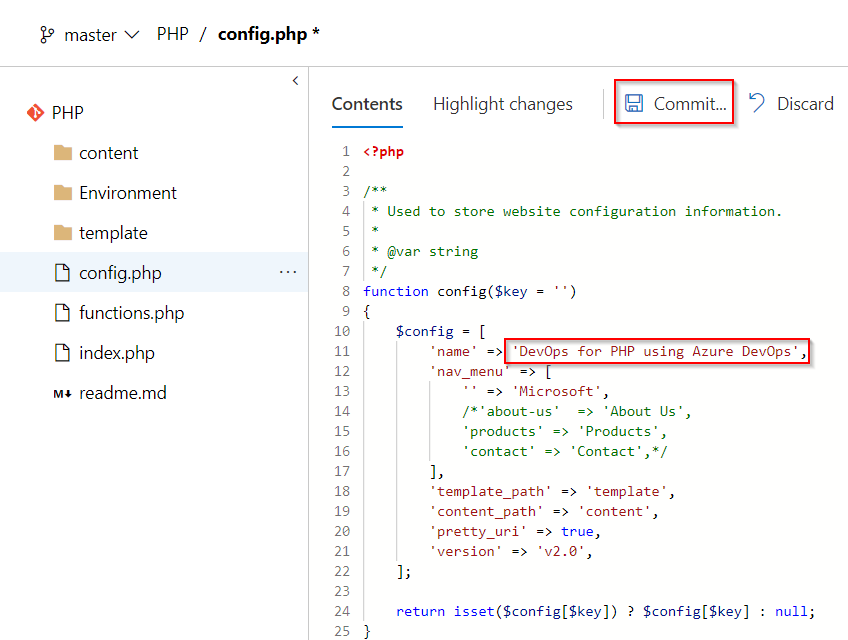 master PHP / config.php *
PHP
content
Environment
template
config.php ...
functions.php
index.php
M↓ readme.md
Contents Highlight changes Commit... Discard
1 <?php
2
3 /**
4  * Used to store website configuration information.
5  *
6  * @var string
7  */
8 function config($key = '')
9 {
10     $config = [
11         'name' => 'DevOps for PHP using Azure DevOps',
12         'nav_menu' => [
13             '' => 'Microsoft',
14             /*'about-us'  => 'About Us',
15             'products' => 'Products',
16             'contact' => 'Contact',*/
17         ],
18         'template_path' => 'template',
19         'content_path' => 'content',
20         'pretty_uri' => true,
21         'version' => 'v2.0',
22     ];
23
24     return isset($config[$key]) ? $config[$key] : null;
25 }